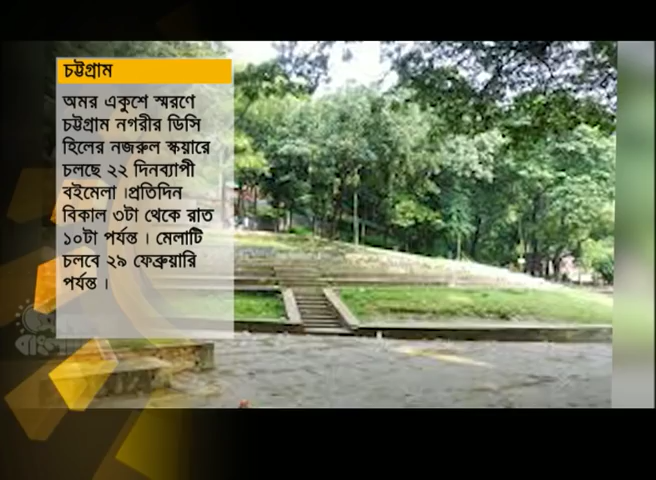 চট্টগ্রাম
অমর একুশে স্মরণে
চট্টগ্রাম নগরীর ডিসি
হিলের নজরুল স্কয়ারে
চলছে ২২ দিনব্যাপী
বইমেলা ।প্রতিদিন
বিকাল ৩টা থেকে রাত
১০টা পর্যন্ত । মেলাটি
চলবে ২৯ ফেব্রুয়ারি
পর্যন্ত ।